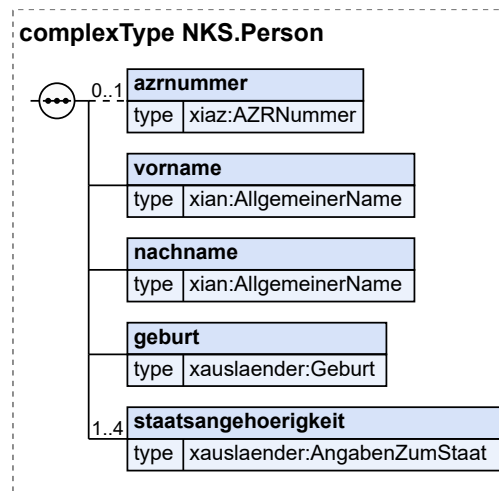 complexType NKS.Person
0..1
azrnummer
type xiaz:AZRNummer
vorname
type xian:AllgemeinerName
nachname
type xian:AllgemeinerName
geburt
type xauslaender:Geburt
1..4
staatsangehoerigkeit
type xauslaender:AngabenZumStaat